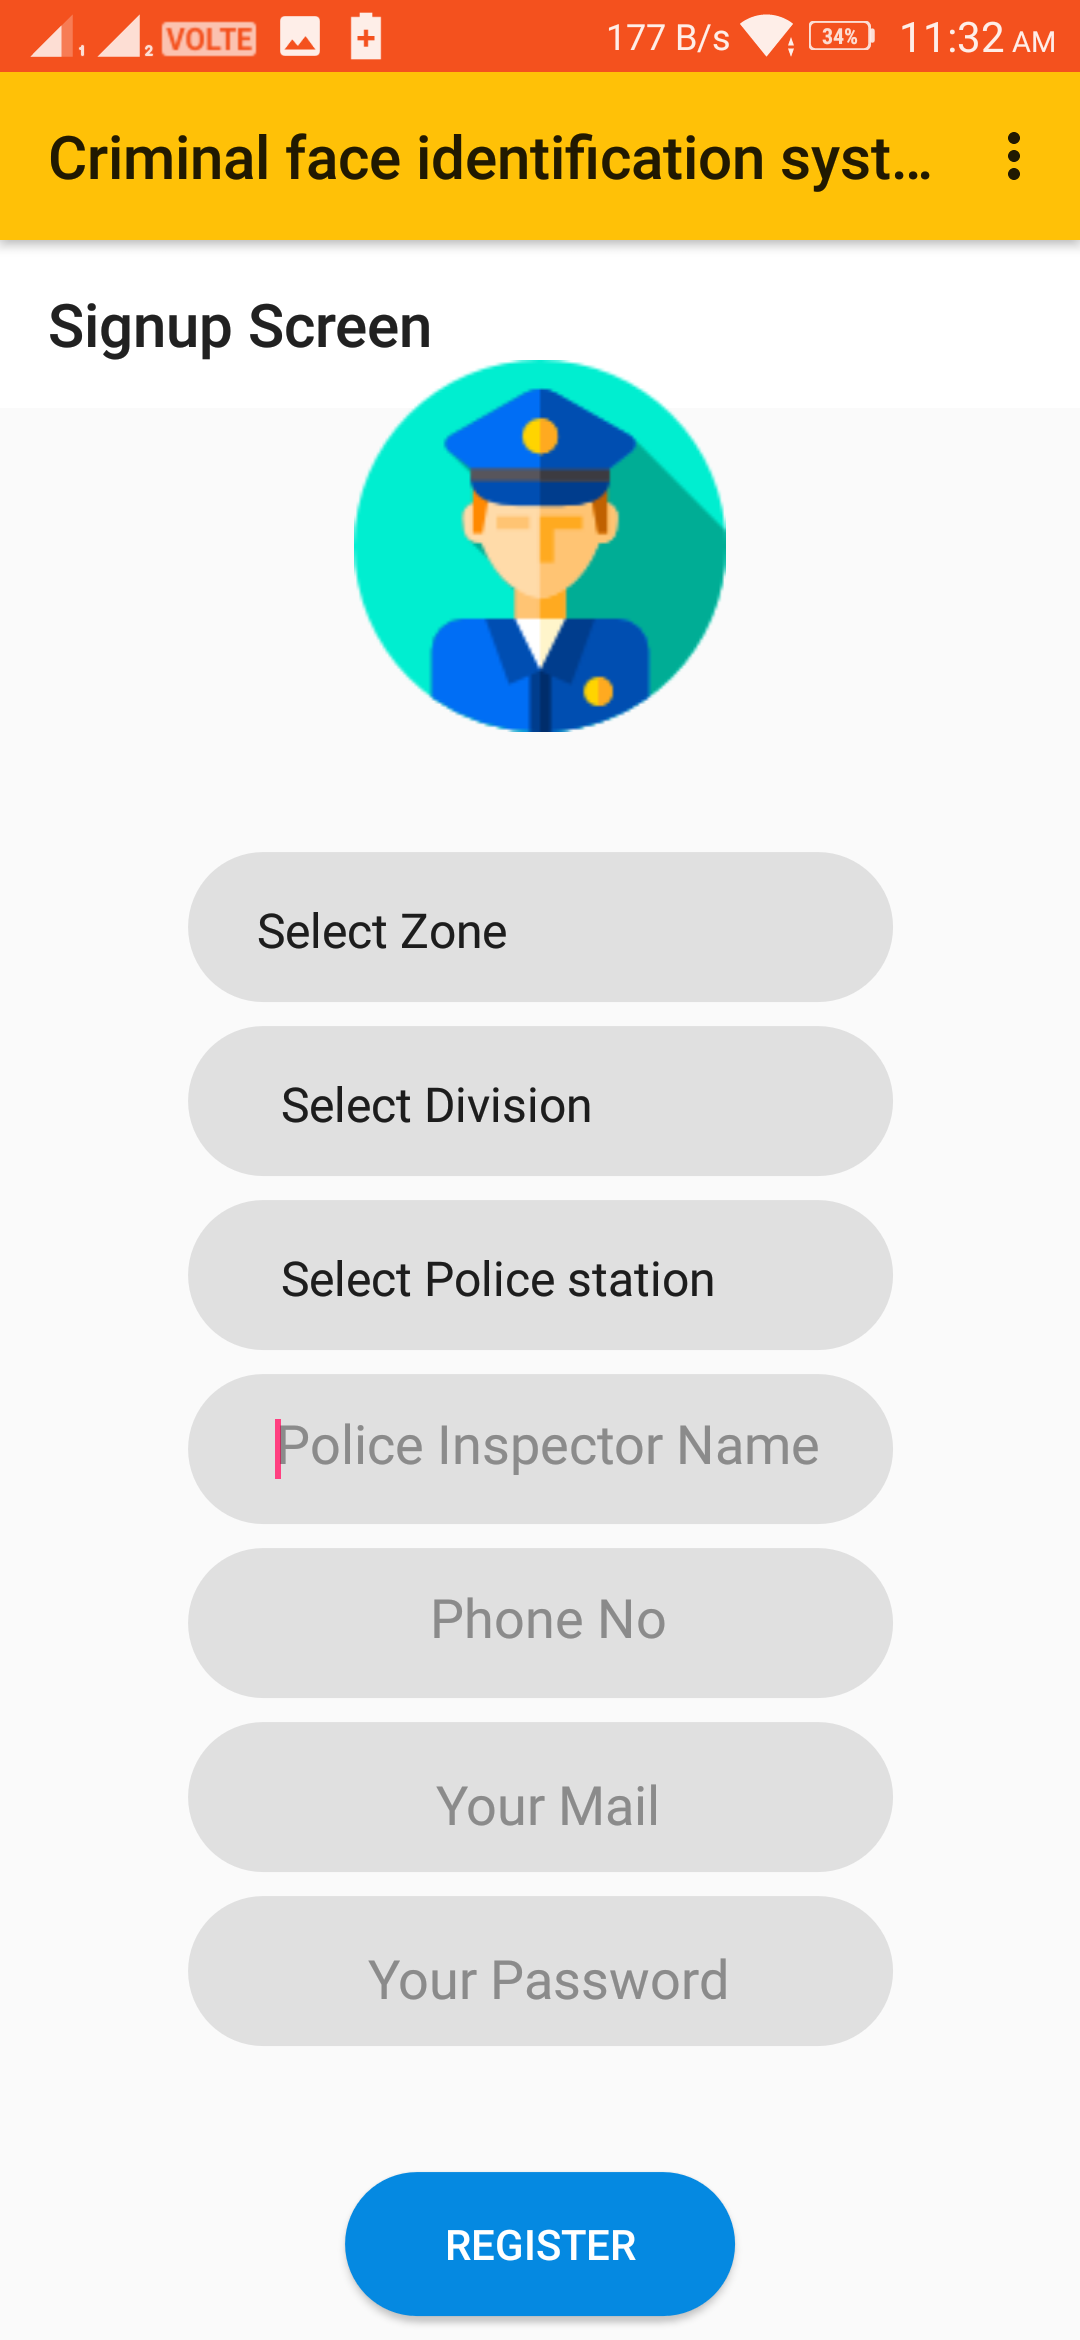 1 2 VOLTE 177 B/s 34% 11:32 AM
Criminal face identification syst...
Signup Screen
Select Zone
Select Division
Select Police station
Police Inspector Name
Phone No
Your Mail
Your Password
REGISTER